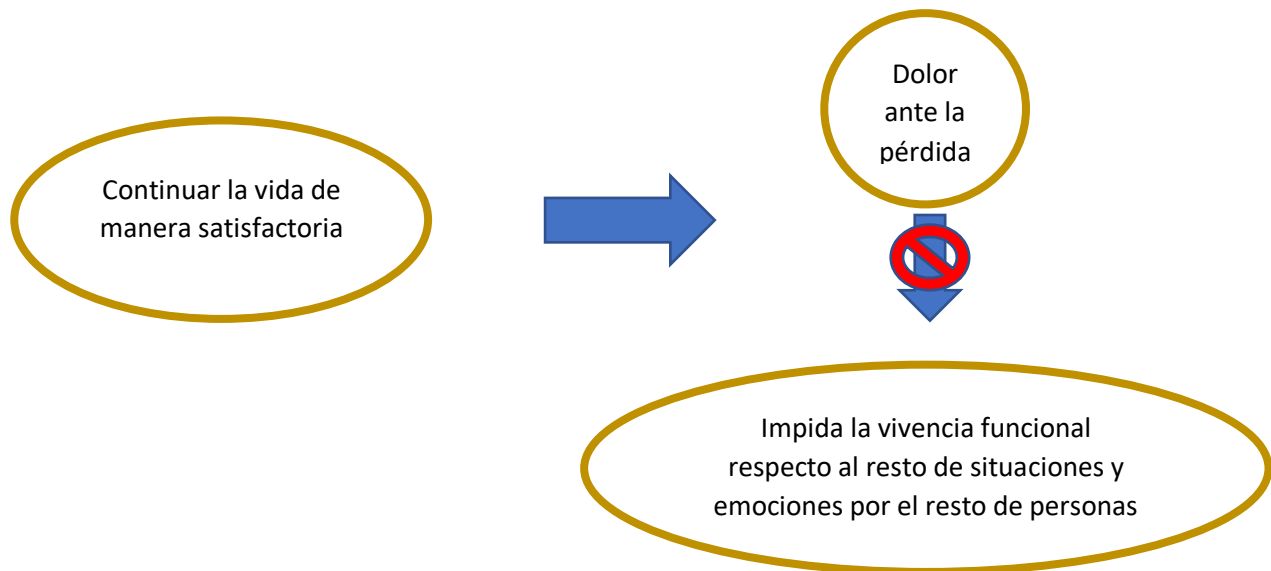 Dolor
ante la
pérdida
Continuar la vida de
manera satisfactoria
Impida la vivencia funcional
respecto al resto de situaciones y
emociones por el resto de personas